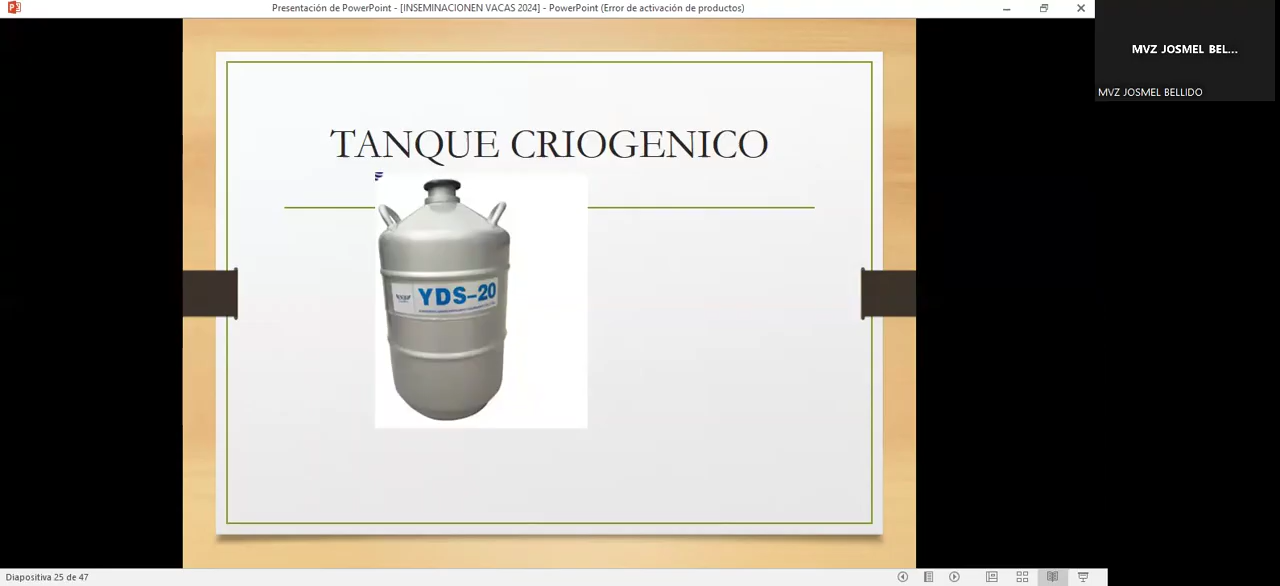 Presentación de PowerPoint - [INSEMINACIONEN VACAS 2024] - PowerPoint (Error de activación de productos)
MVZ JOSMEL BEL...
MVZ JOSMEL BELLIDO
TANQUE CRIOGENICO
YDS-20
Diapositiva 25 de 47